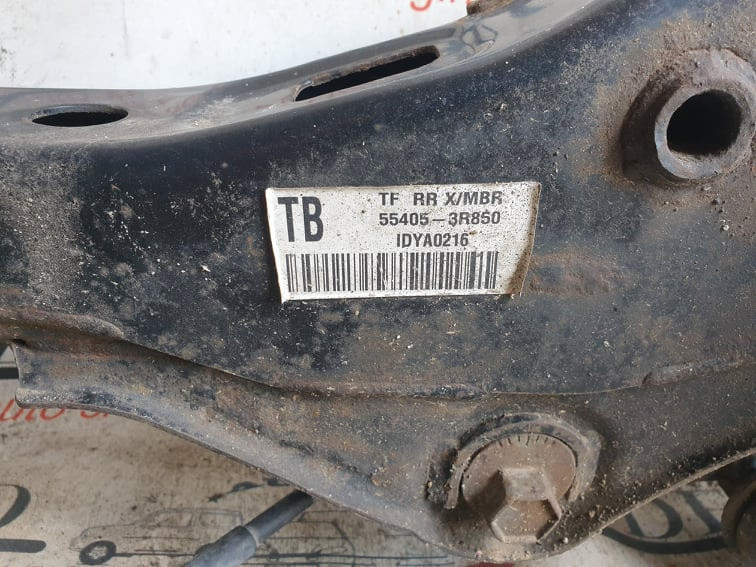 TB
TF RR X/MBR
55405-3R850
IDYA0216